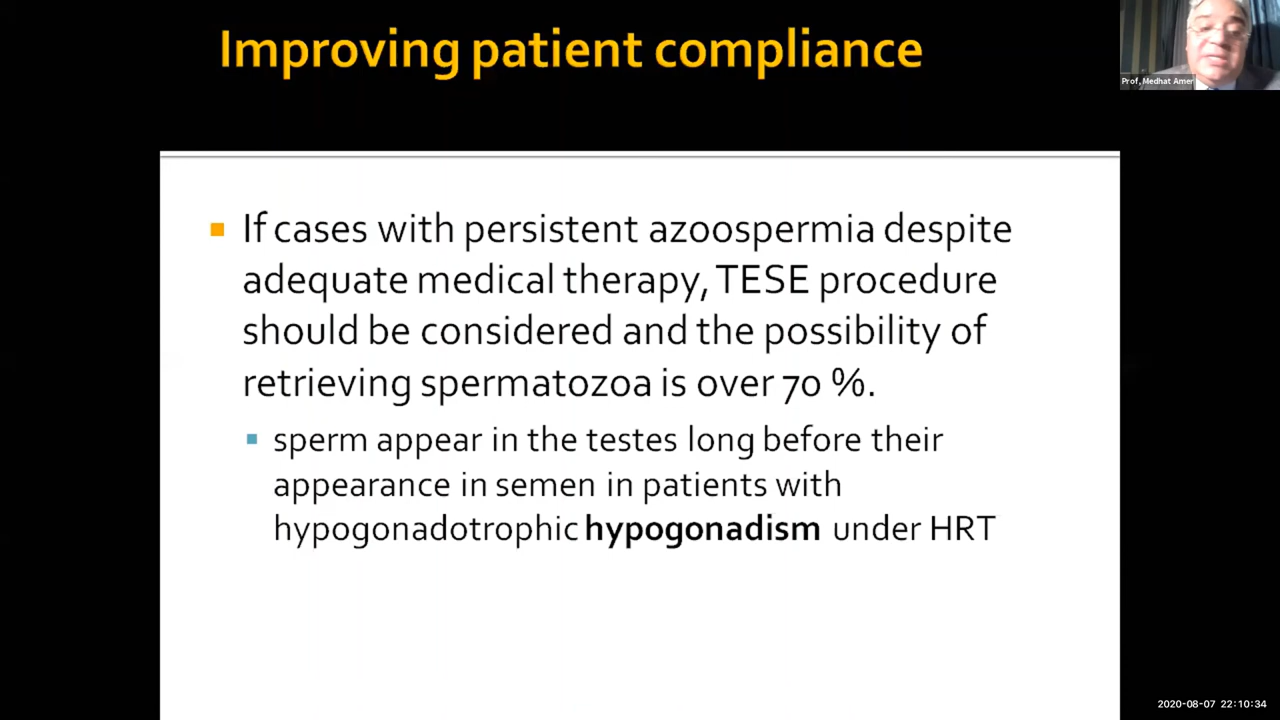 Improving patient compliance
Prof, Medhat Amer
If cases with persistent azoospermia despite
adequate medical therapy, TESE procedure
should be considered and the possibility of
retrieving spermatozoa is over 70 %.
sperm appear in the testes long before their
appearance in semen in patients with
hypogonadotrophic hypogonadism under HRT
2020-08-07 22:10:34